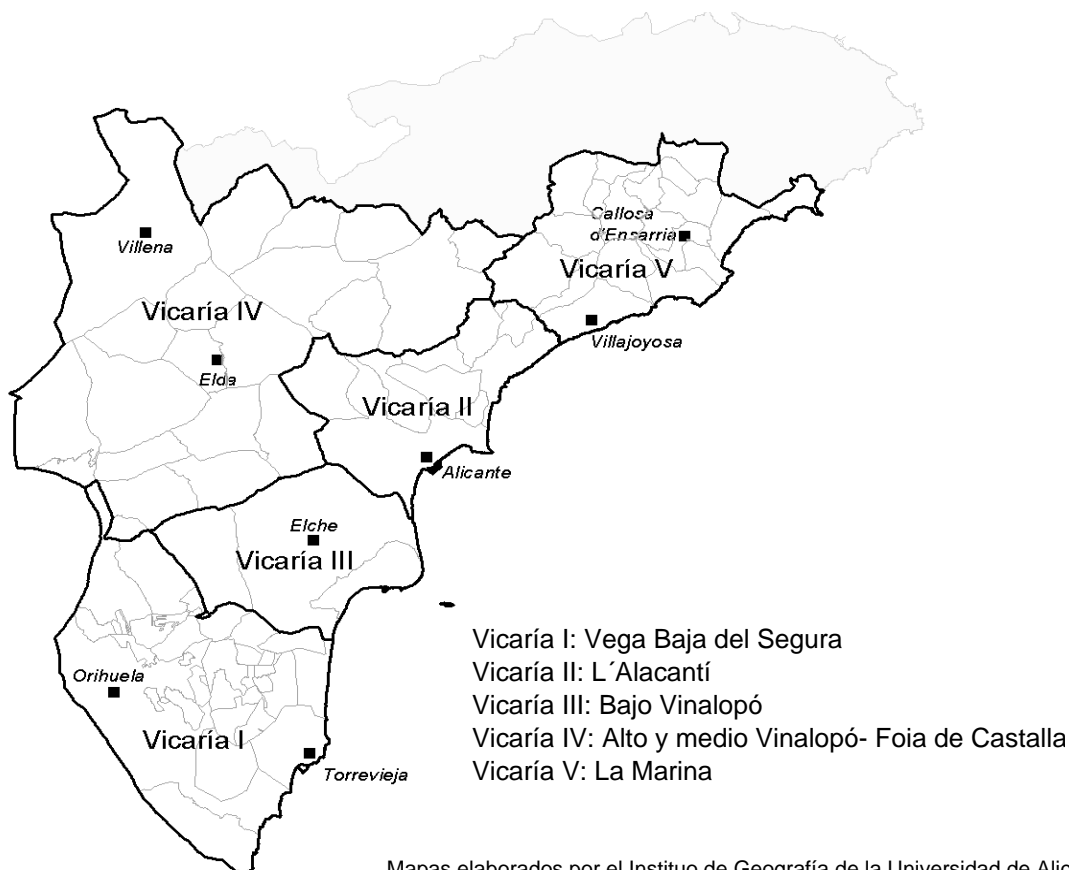 Callosa
d'Ensarriá
Villena
Vicaría V
Vicaría IV
Villajoyosa
Elda
Vicaría II
Alicante
Elche
Vicaría III
Vicaría I: Vega Baja del Segura
Vicaría II: L´Alacantí
Orihuela
Vicaría III: Bajo Vinalopó
Vicaría IV: Alto y medio Vinalopó- Foia de Castalla
Vicaría I
Vicaría V: La Marina
Torrevieja
Mapas elaborados por el Instituo de Geografía de la Universidad de Alic